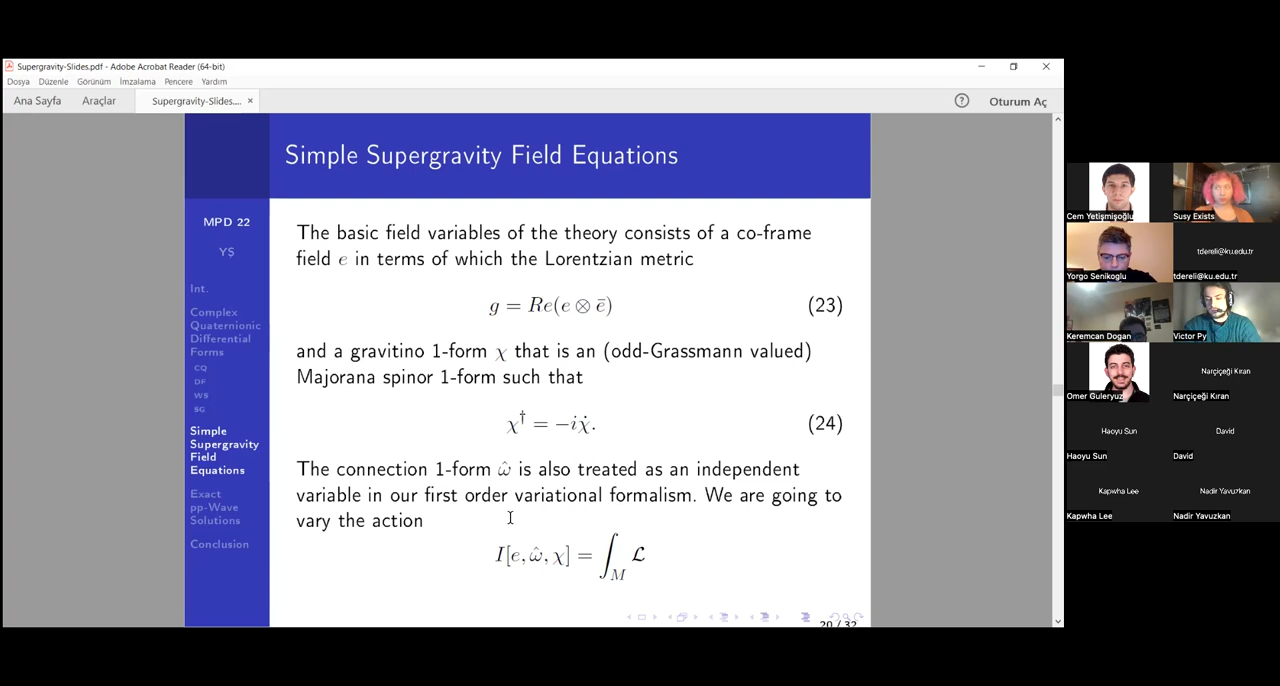 Supergravity-Slides.pdf - Adobe Acrobat Reader (64-bit)
Dosya Düzenle Görünüm İmzalama Pencere Yardım
Ana Sayfa Araçlar Supergravity-Slides.... × ? Oturum Aç
Simple Supergravity Field Equations
MPD 22
YŞ
Int.
Complex
Quaternionic
Differential
Forms
CQ
DF
WS
SG
Simple
Supergravity
Field
Equations
Exact
pp-Wave
Solutions
Conclusion
The basic field variables of the theory consists of a co-frame
field e in terms of which the Lorentzian metric
g = Re(e ⊗ ē) (23)
and a gravitino 1-form χ that is an (odd-Grassmann valued)
Majorana spinor 1-form such that
χ† = −iχ̇. (24)
The connection 1-form ω̂ is also treated as an independent
variable in our first order variational formalism. We are going to
vary the action
I[e, ω̂, χ] = ∫_M ℒ
20 / 32
Cem Yetişmişoğlu
Susy Exists
Yorgo Senikoglu
tdereli@ku.edu.tr
tdereli@ku.edu.tr
Keremcan Dogan
Victor Py
Omer Guleryuz
Narçiçeği Kıran
Narçiçeği Kıran
Haoyu Sun
Haoyu Sun
David
David
Kapwha Lee
Kapwha Lee
Nadir Yavuzkan
Nadir Yavuzkan